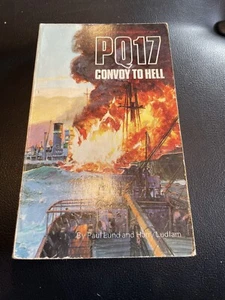 PQ17
CONVOY TO HELL
By Paul Lund and Harry Ludlam